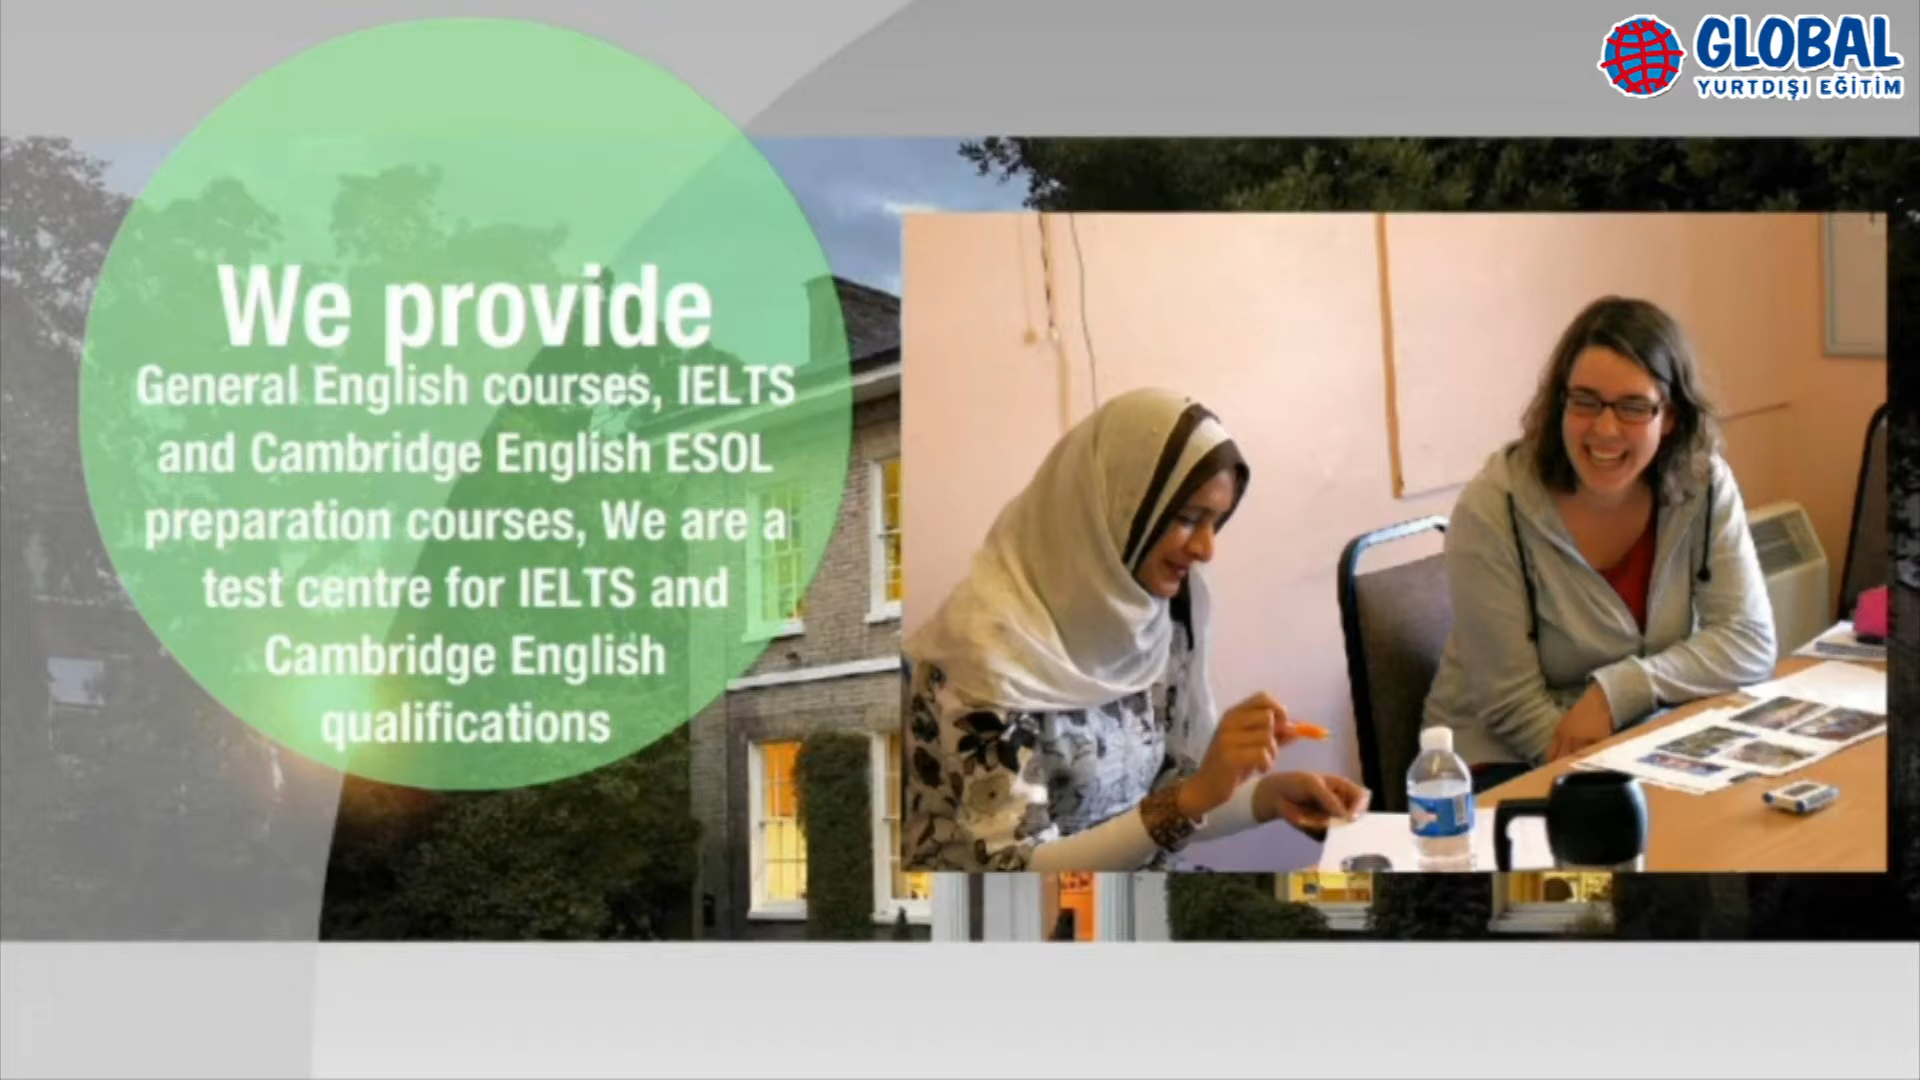 We provide
General English courses, IELTS
and Cambridge English ESOL
preparation courses, We are a
test centre for IELTS and
Cambridge English
qualifications
GLOBAL
YURTDIŞI EĞİTİM